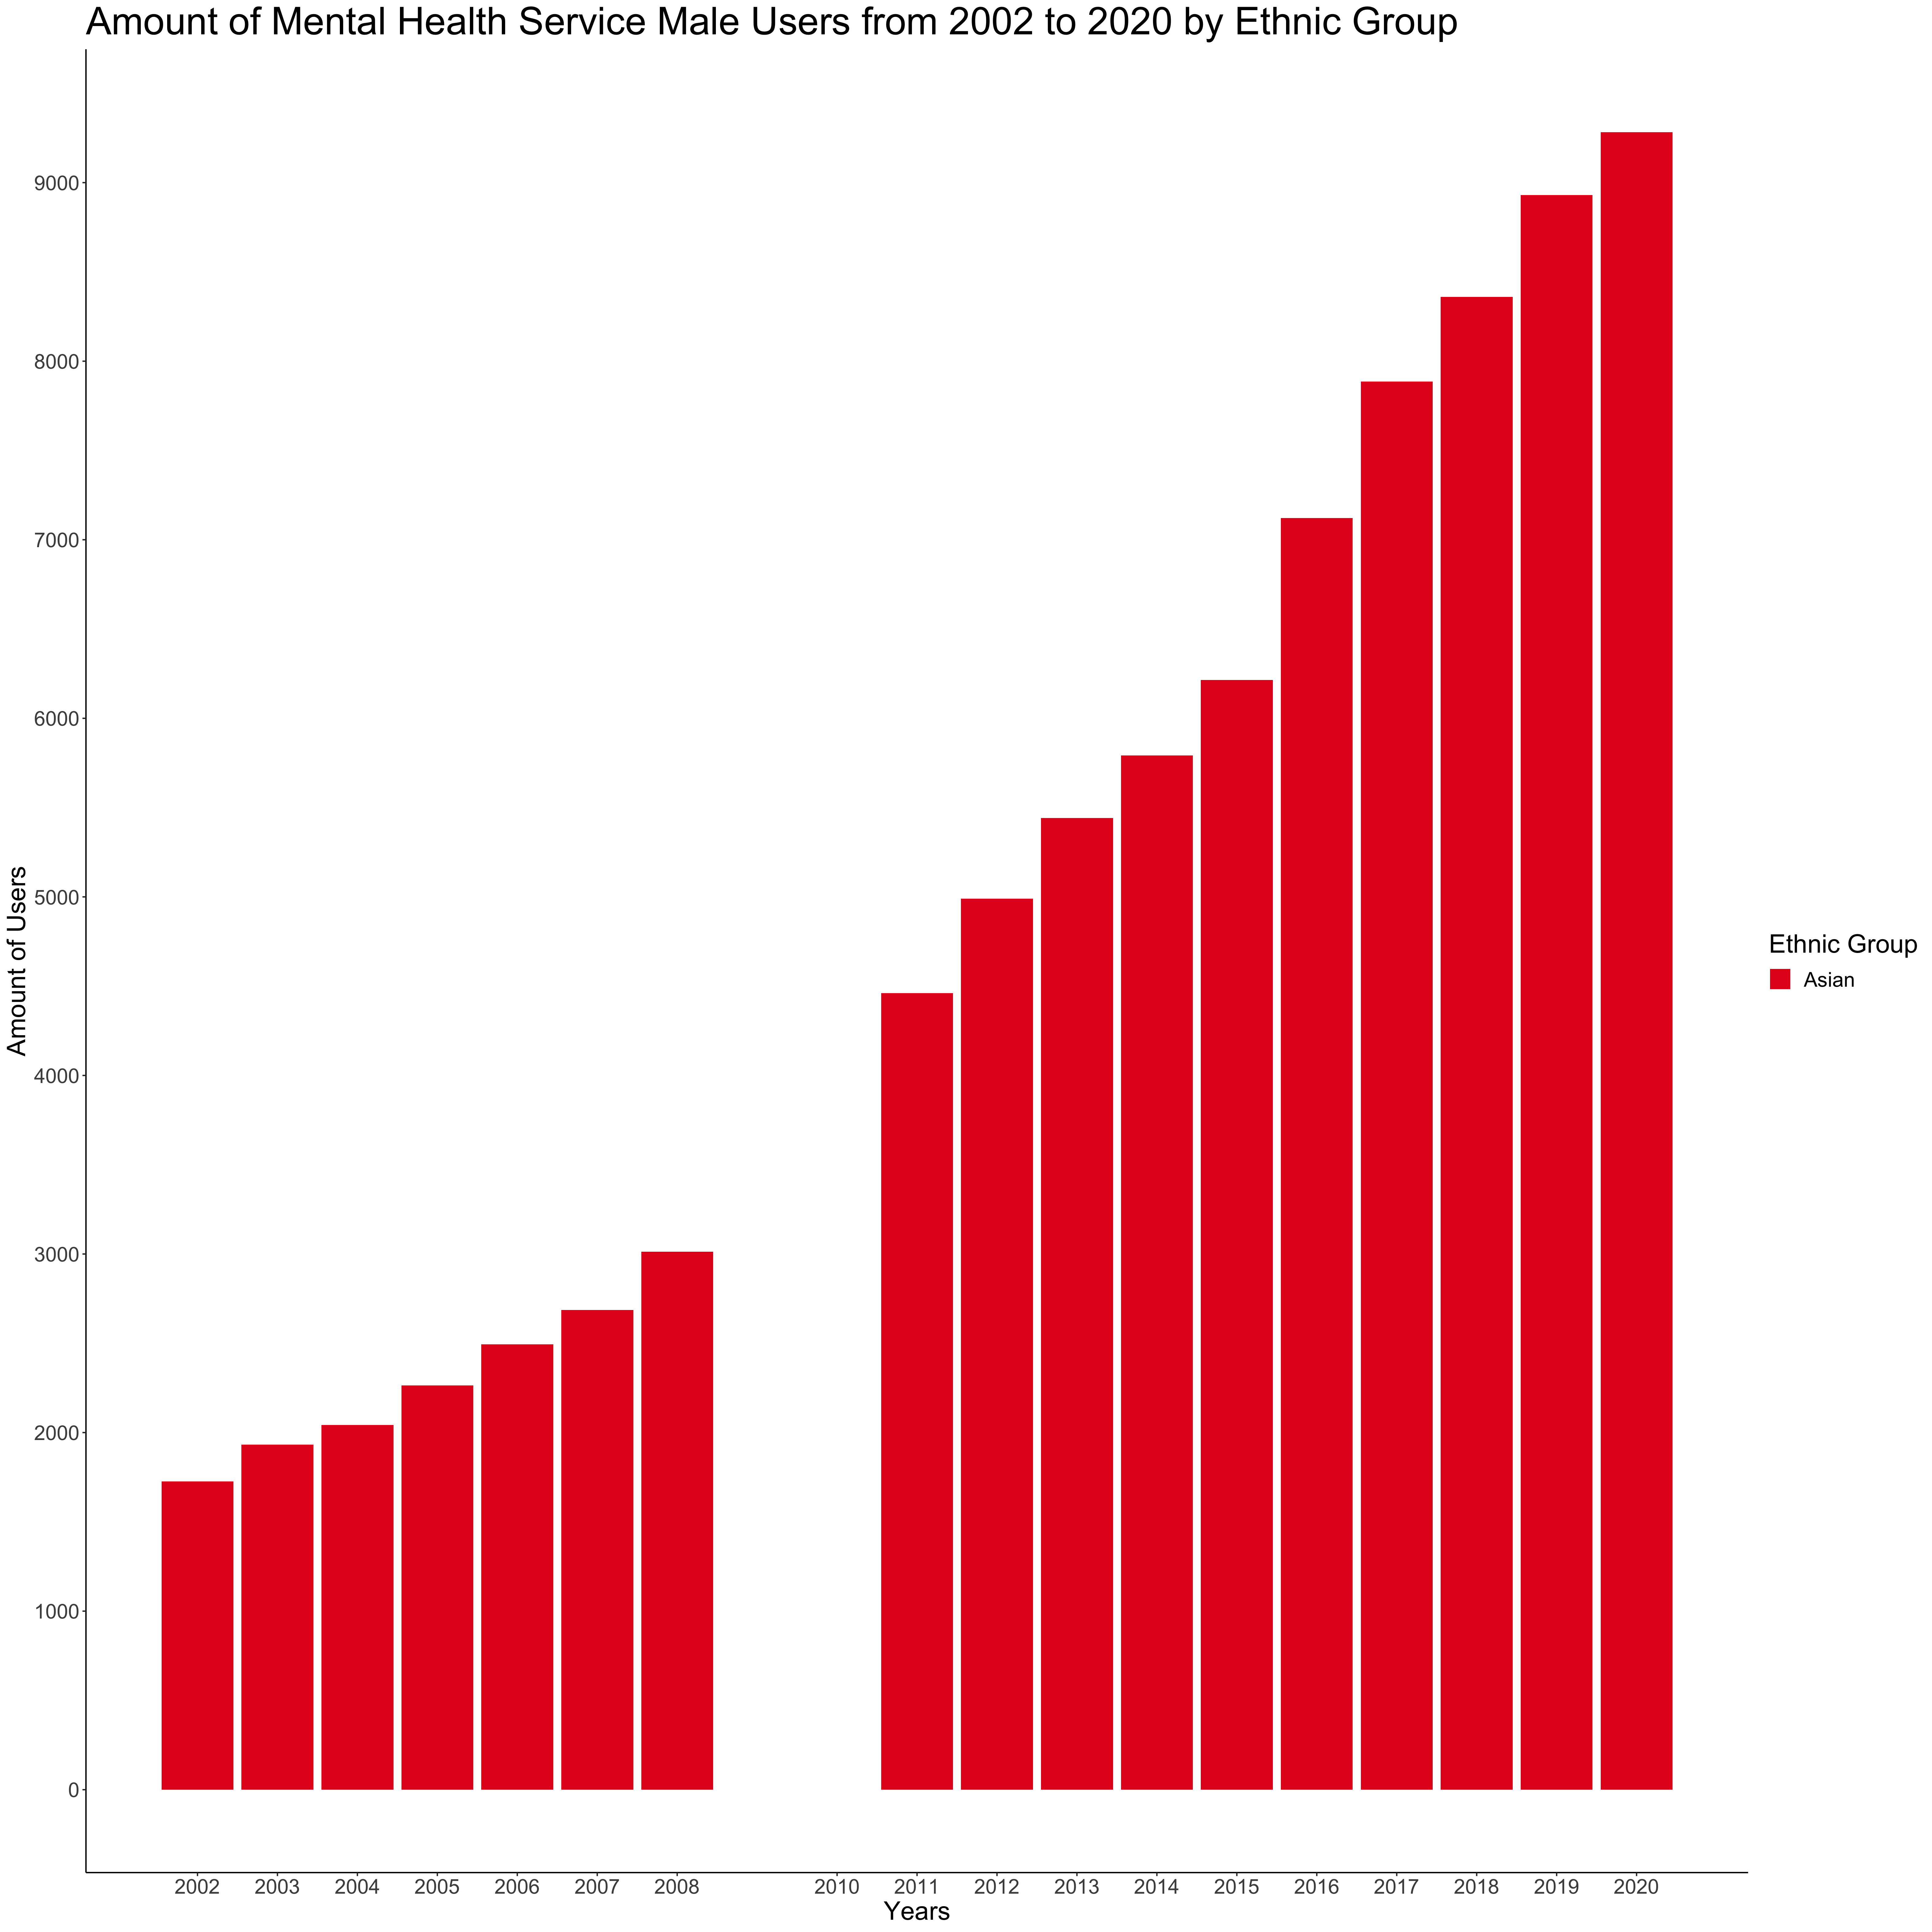 Amount of Mental Health Service Male Users from 2002 to 2020 by Ethnic Group
9000
8000
7000
6000
5000
4000
3000
2000
1000
0
Amount of Users
2002 2003 2004 2005 2006 2007 2008 2010 2011 2012 2013 2014 2015 2016 2017 2018 2019 2020
Years
Ethnic Group
Asian